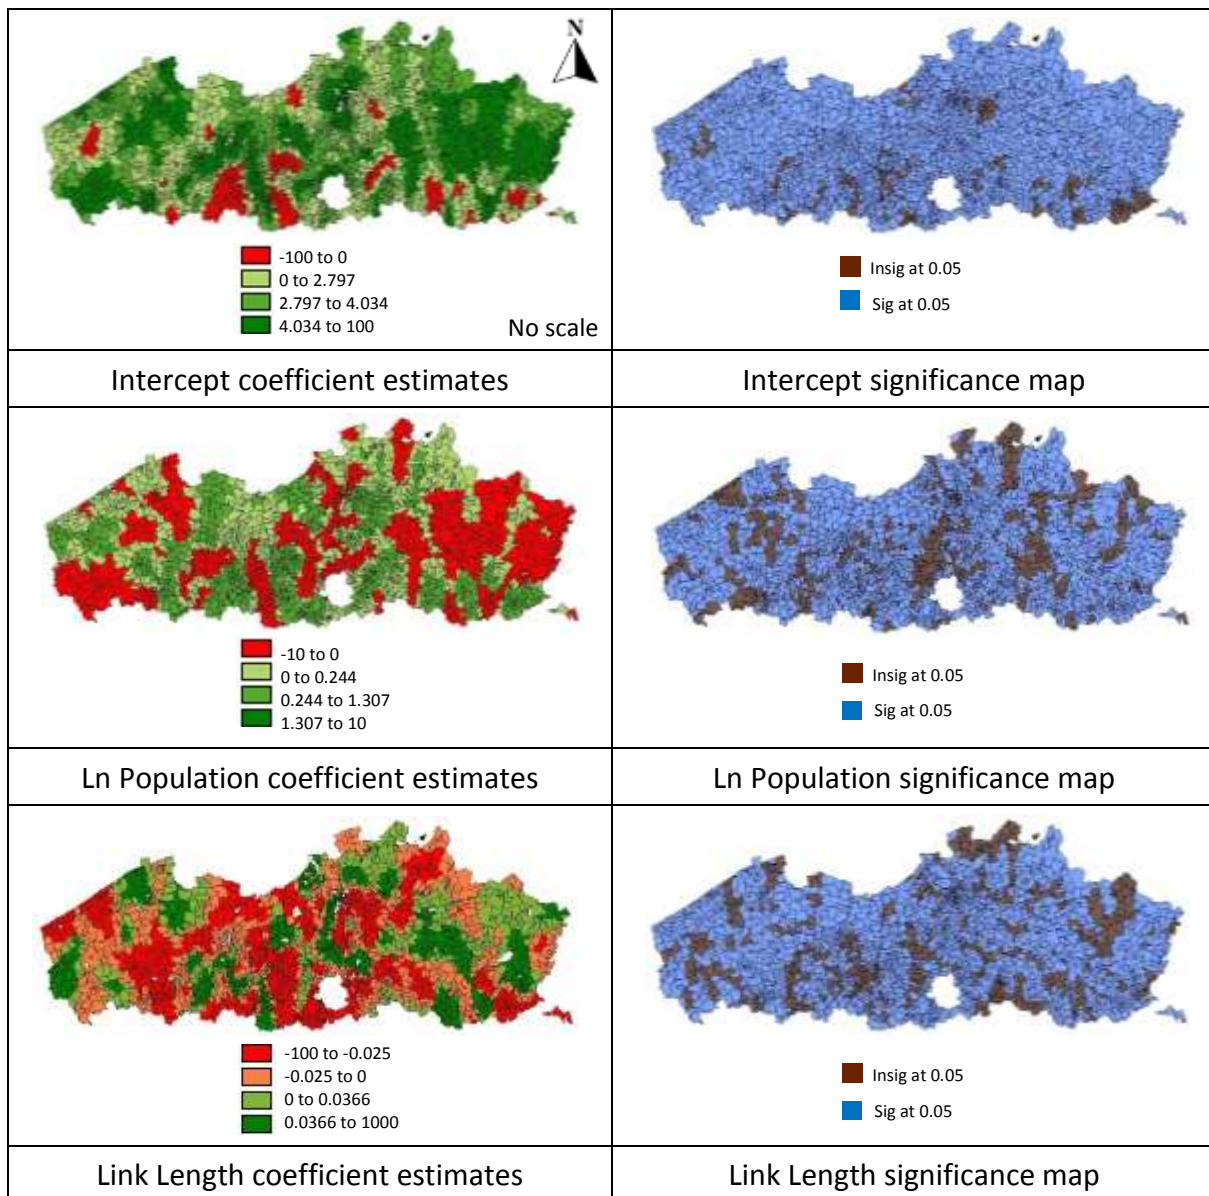 N
-100 to 0
0 to 2.797
2.797 to 4.034
4.034 to 100
No scale
Insig at 0.05
Sig at 0.05
Intercept coefficient estimates
Intercept significance map
-10 to 0
0 to 0.244
0.244 to 1.307
1.307 to 10
Insig at 0.05
Sig at 0.05
Ln Population coefficient estimates
Ln Population significance map
-100 to -0.025
-0.025 to 0
0 to 0.0366
0.0366 to 1000
Insig at 0.05
Sig at 0.05
Link Length coefficient estimates
Link Length significance map